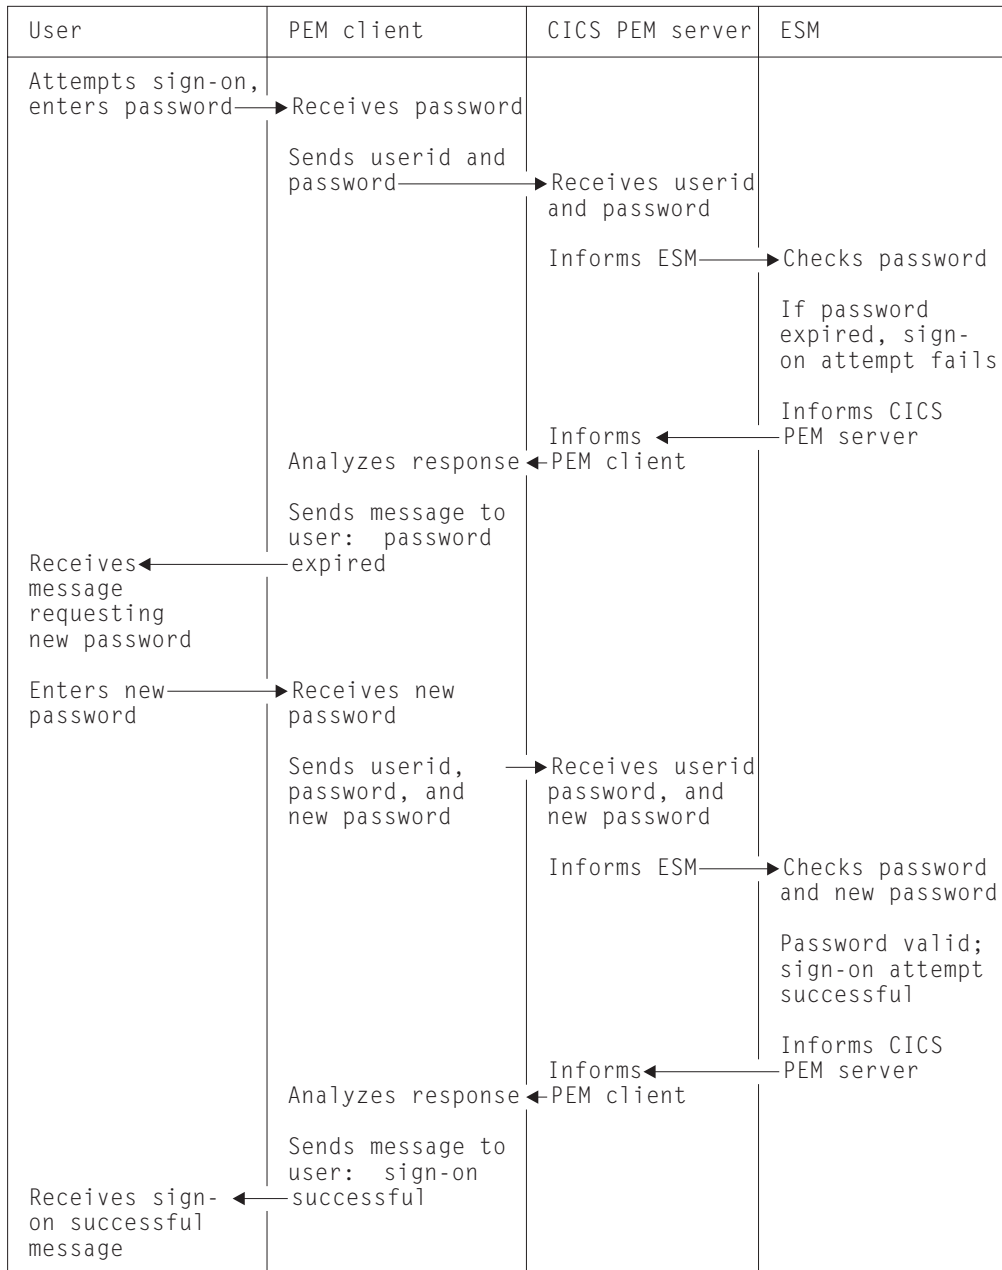 User PEM client CICS PEM server ESM
Attempts sign-on,
enters password Receives password
Sends userid and
password Receives userid
and password
Informs ESM Checks password
If password
expired, sign-
on attempt fails
Informs CICS
Informs PEM server
Analyzes response PEM client
Sends message to
user: password
Receives expired
message
requesting
new password
Enters new Receives new
password password
Sends userid, Receives userid
password, and password, and
new password new password
Informs ESM Checks password
and new password
Password valid;
sign-on attempt
successful
Informs CICS
Informs PEM server
Analyzes response PEM client
Sends message to
user: sign-on
Receives sign- successful
on successful
message